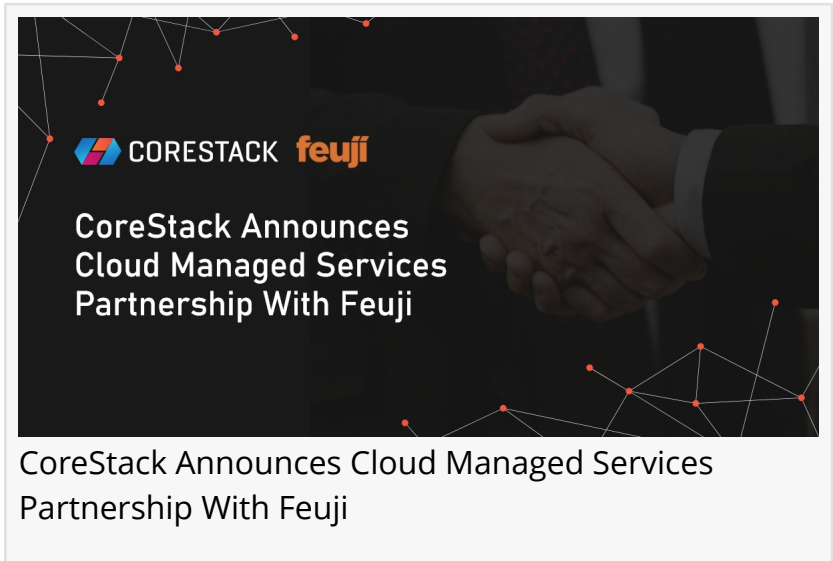 CORESTACK feuji
CoreStack Announces
Cloud Managed Services
Partnership With Feuji
CoreStack Announces Cloud Managed Services
Partnership With Feuji